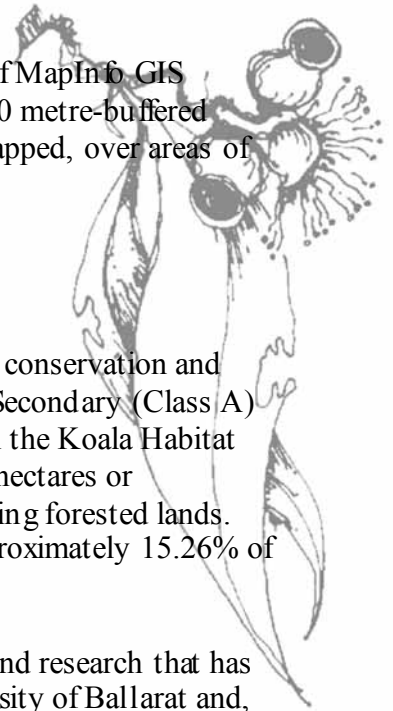 f MapInfo GIS
0 metre-buffered
apped, over areas of
conservation and
Secondary (Class A)
the Koala Habitat
hectares or
ing forested lands.
roximately 15.26% of
nd research that has
sity of Ballarat and,